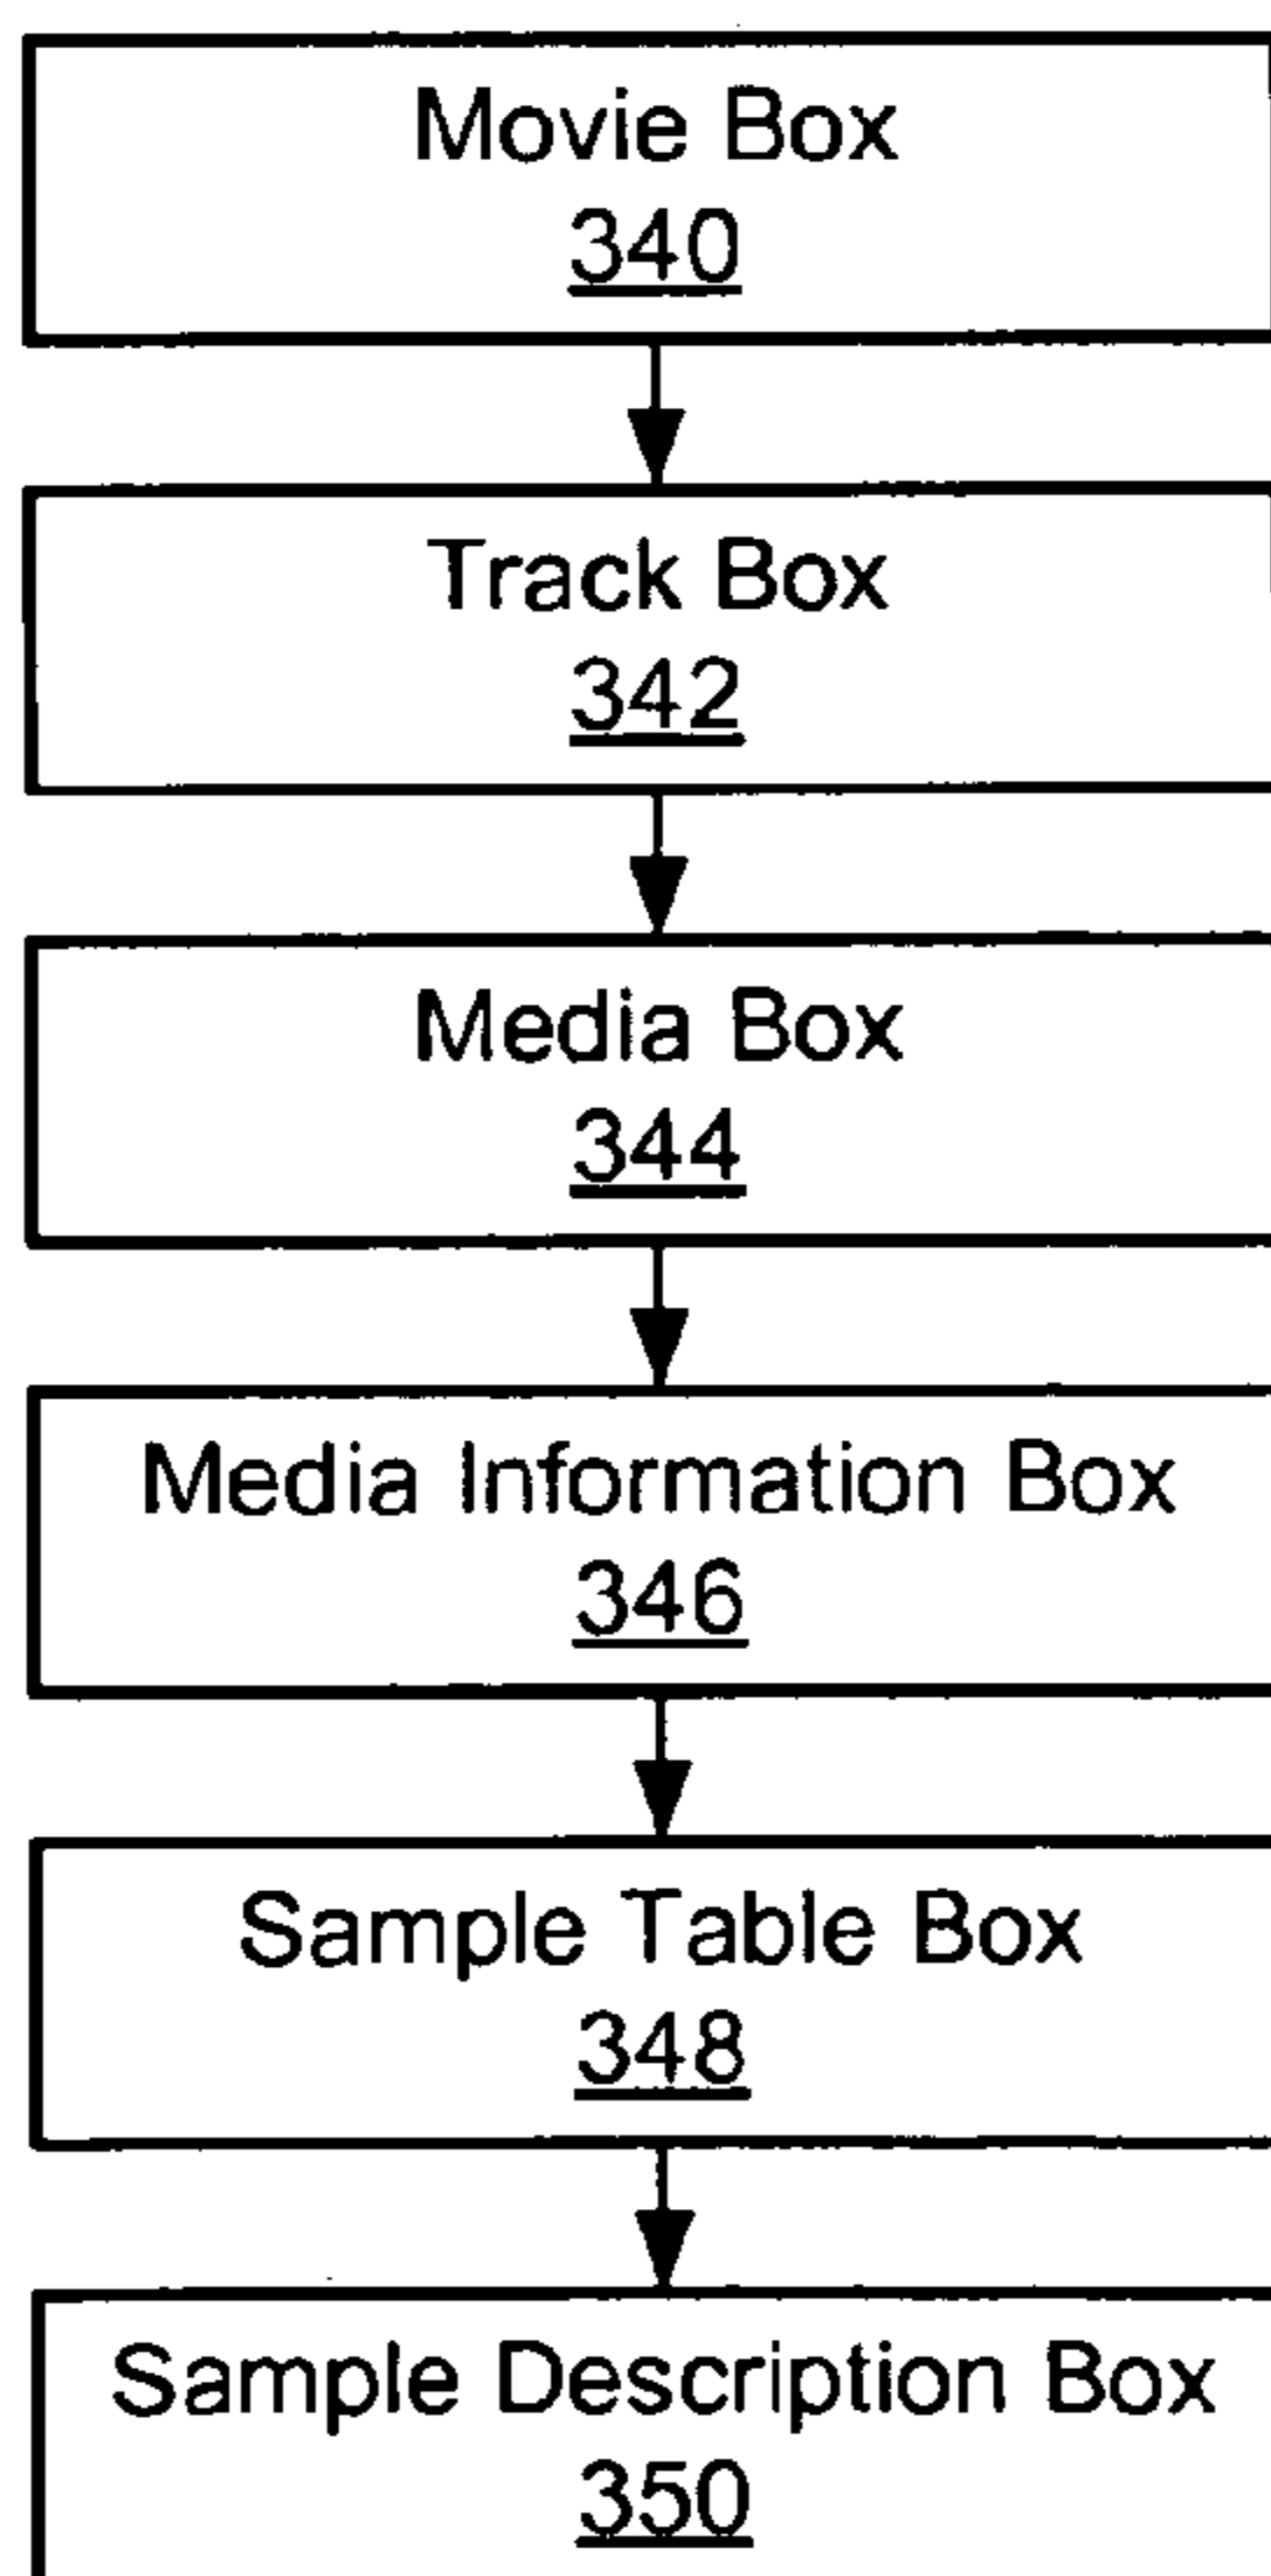 Movie Box
340
Track Box
342
Media Box
344
Media Information Box
346
Sample Table Box
348
Sample Description Box
350